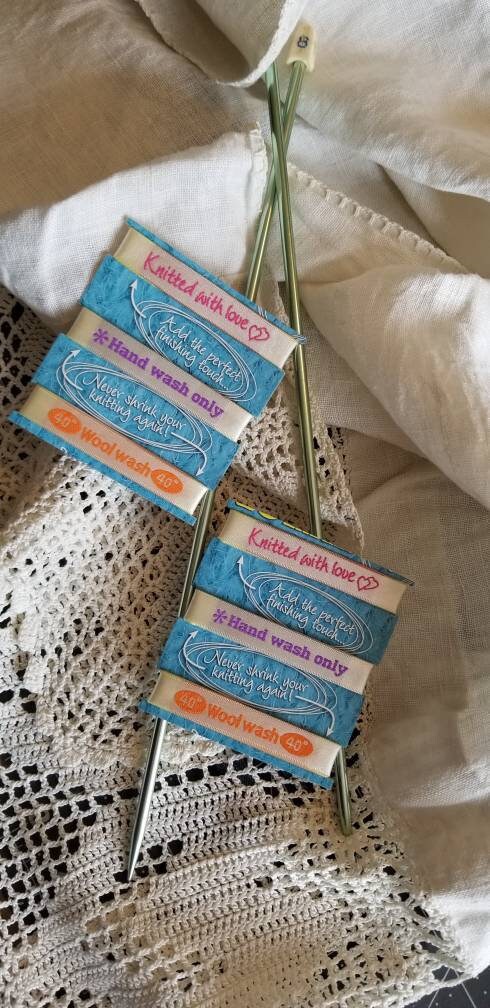 Knitted with love
Add the perfect
finishing touch...
*Hand wash only
Never shrink your
knitting again!
40° Wool wash 40°
Knitted with love
Add the perfect
finishing touch...
*Hand wash only
Never shrink your
knitting again!
40° Wool wash 40°